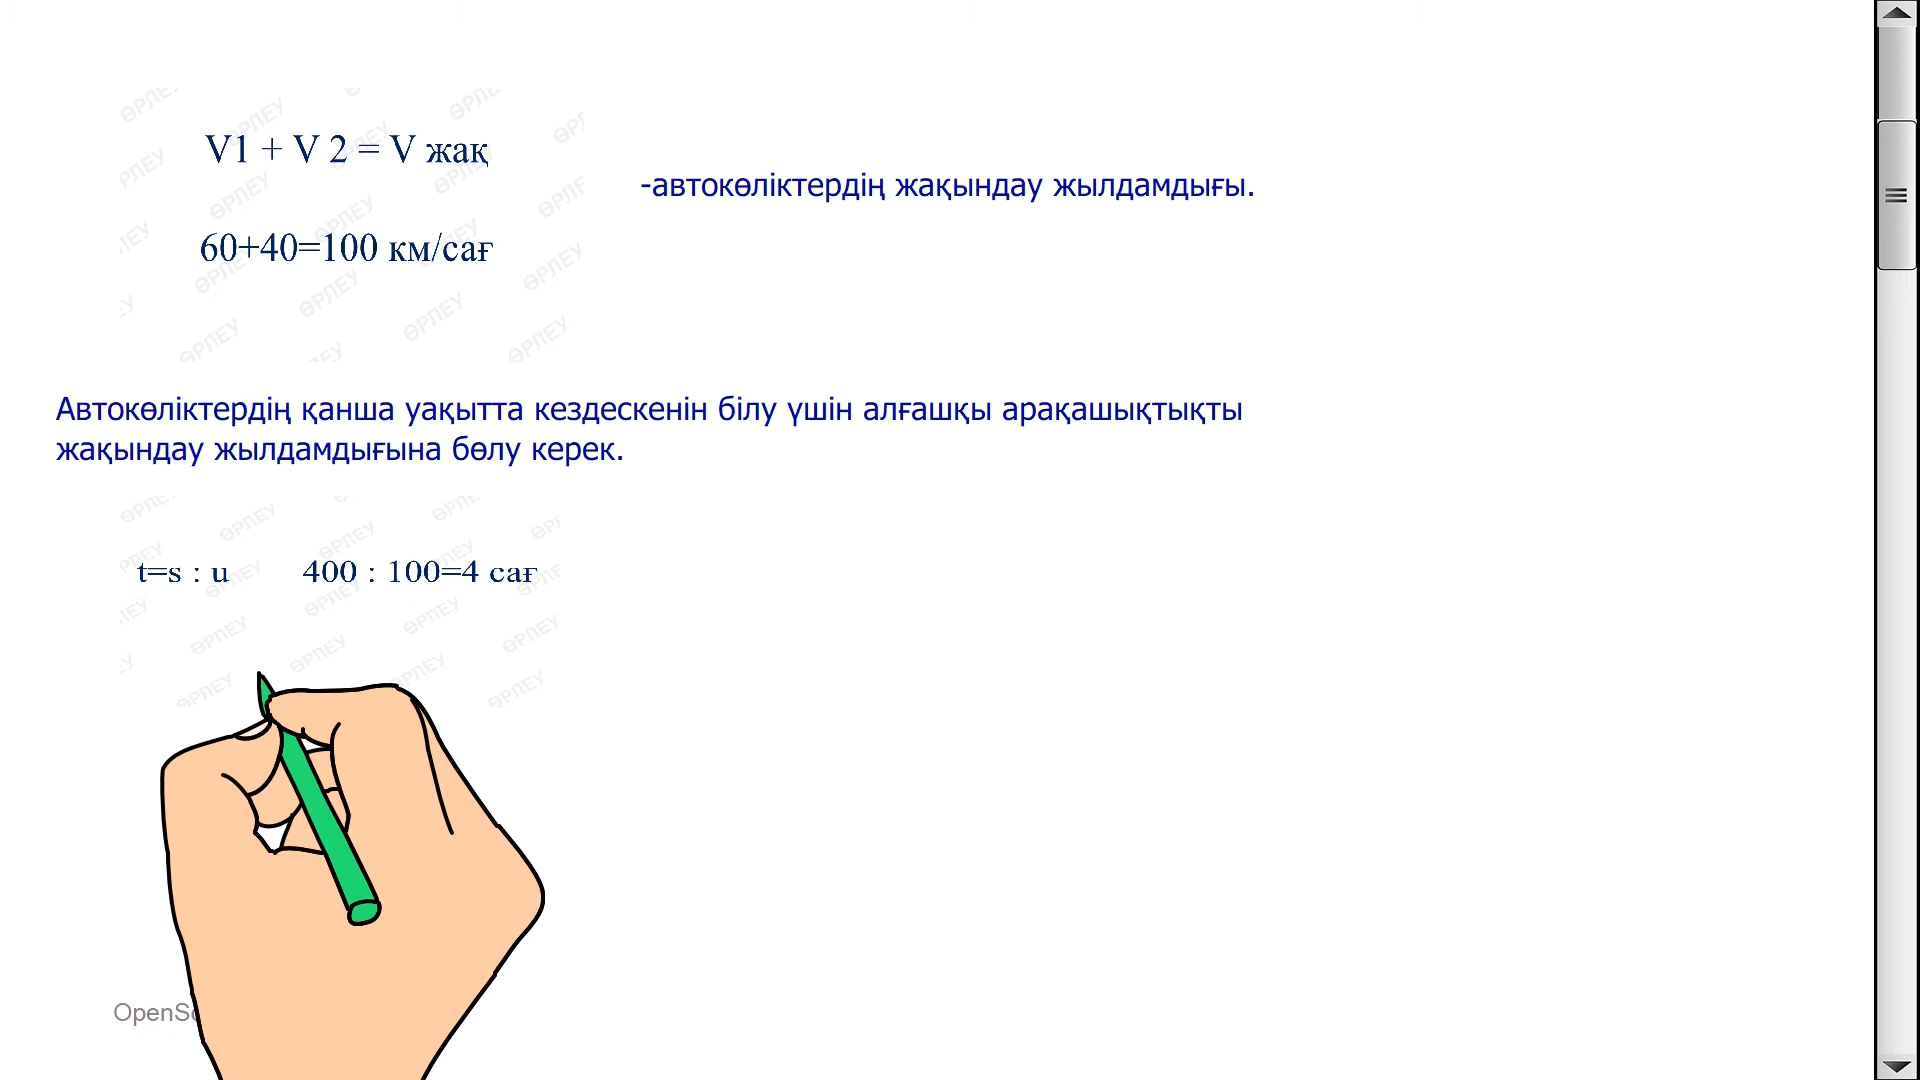 V1 + V 2 = V жақ
-автокөліктердің жақындау жылдамдығы.
60+40=100 км/сағ
Автокөліктердің қанша уақытта кездескенін білу үшін алғашқы арақашықтықты
жақындау жылдамдығына бөлу керек.
t=s : u 400 : 100=4 сағ
ӨРЛЕУ